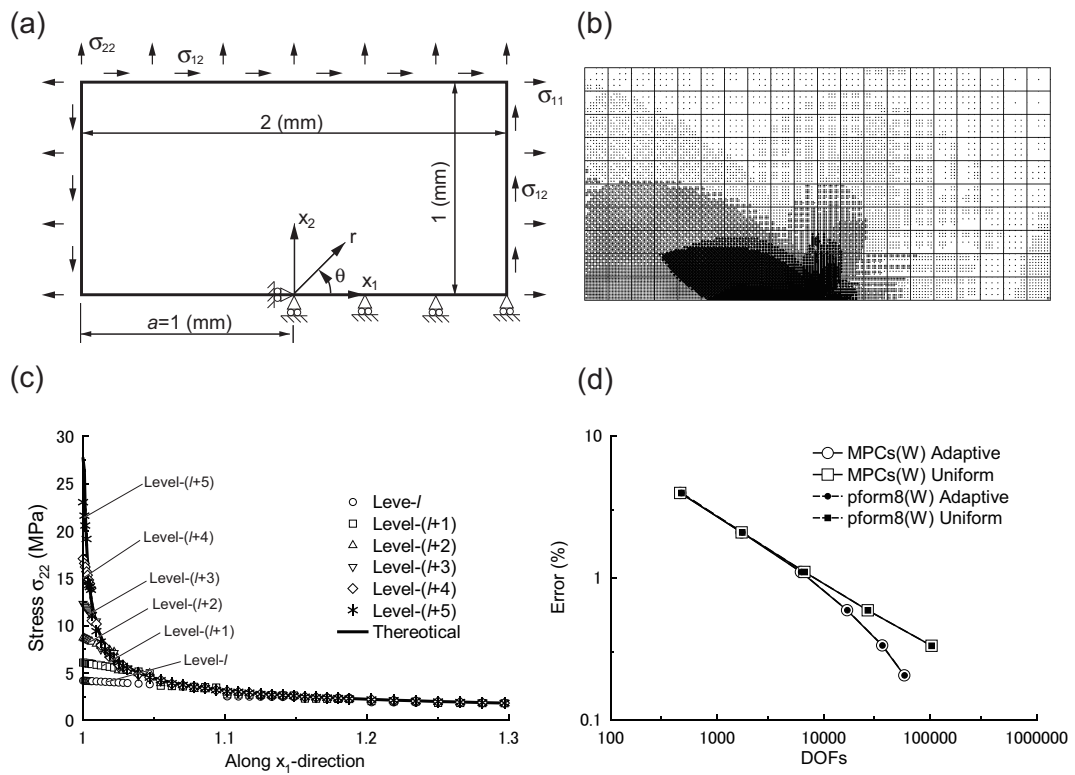 (a)
σ22
σ12
σ11
2 (mm)
1 (mm)
σ12
x2
r
θ
x1
a=1 (mm)
(b)
(c)
30
25
20
15
10
5
0
Stress σ22 (MPa)
1
1.1
1.2
1.3
Along x1-direction
Level-(l+5)
Level-(l+4)
Level-(l+3)
Level-(l+2)
Level-(l+1)
Level-l
Leve-l
Level-(l+1)
Level-(l+2)
Level-(l+3)
Level-(l+4)
Level-(l+5)
Thereotical
(d)
10
1
0.1
Error (%)
100
1000
10000
100000
1000000
DOFs
MPCs(W) Adaptive
MPCs(W) Uniform
pform8(W) Adaptive
pform8(W) Uniform